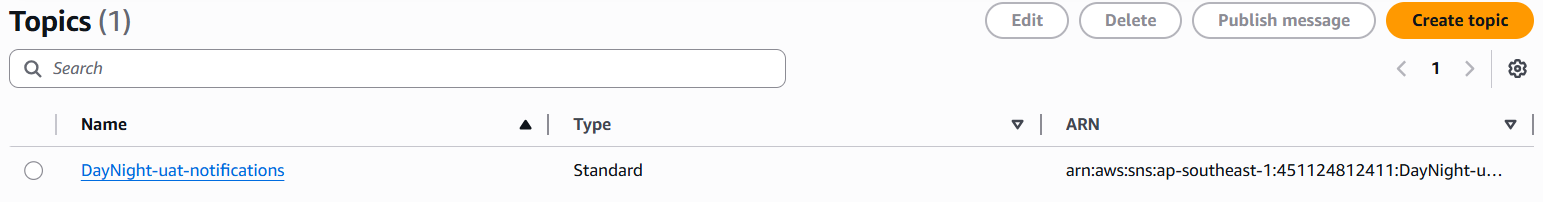 Topics (1)
Edit
Delete
Publish message
Create topic
Search
1
Name
Type
ARN
DayNight-uat-notifications
Standard
arn:aws:sns:ap-southeast-1:451124812411:DayNight-u...